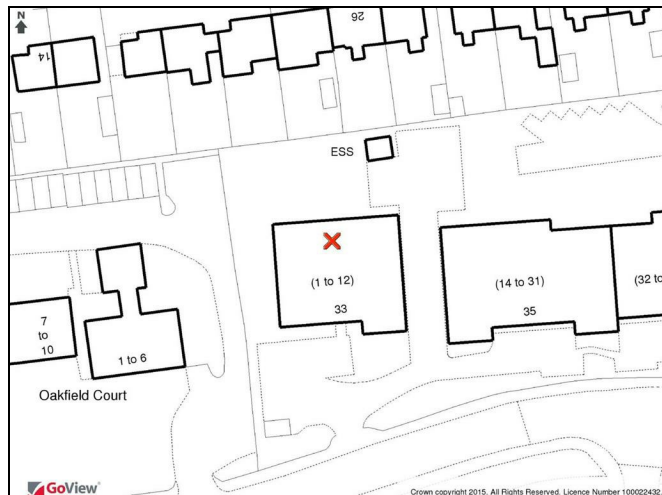 N
14
26
ESS
(1 to 12)
33
(14 to 31)
35
(32 to
7
to
10
1 to 6
Oakfield Court
GoView
Crown copyright 2015. All Rights Reserved. Licence Number 100022432